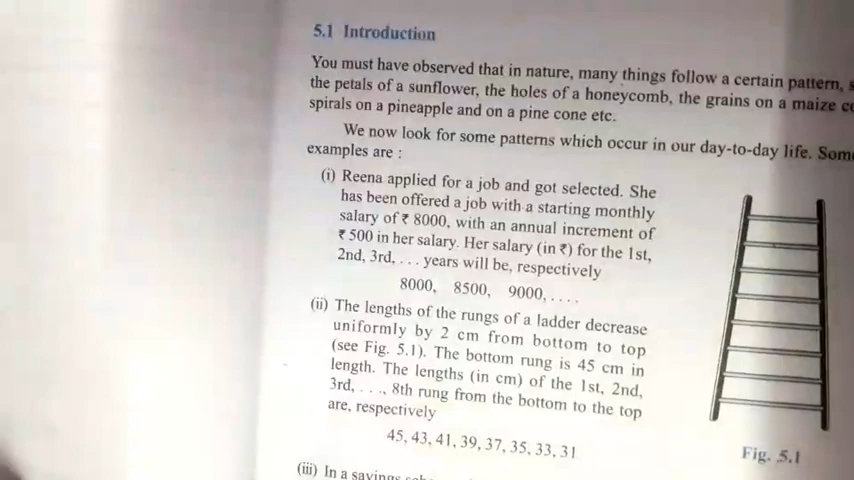 5.1 Introduction
You must have observed that in nature, many things follow a certain pattern,
the petals of a sunflower, the holes of a honeycomb, the grains on a maize
spirals on a pineapple and on a pine cone etc.
We now look for some patterns which occur in our day-to-day life.
examples are :
(i) Reena applied for a job and got selected. She
has been offered a job with a starting monthly
salary of ₹ 8000, with an annual increment of
₹ 500 in her salary. Her salary (in ₹) for the 1st,
2nd, 3rd, . . . years will be, respectively
8000, 8500, 9000, . . . .
(ii) The lengths of the rungs of a ladder decrease
uniformly by 2 cm from bottom to top
(see Fig. 5.1). The bottom rung is 45 cm in
length. The lengths (in cm) of the 1st, 2nd,
3rd, . . ., 8th rung from the bottom to the top
are, respectively
45, 43, 41, 39, 37, 35, 33, 31
Fig. 5.1
(iii) In a savings